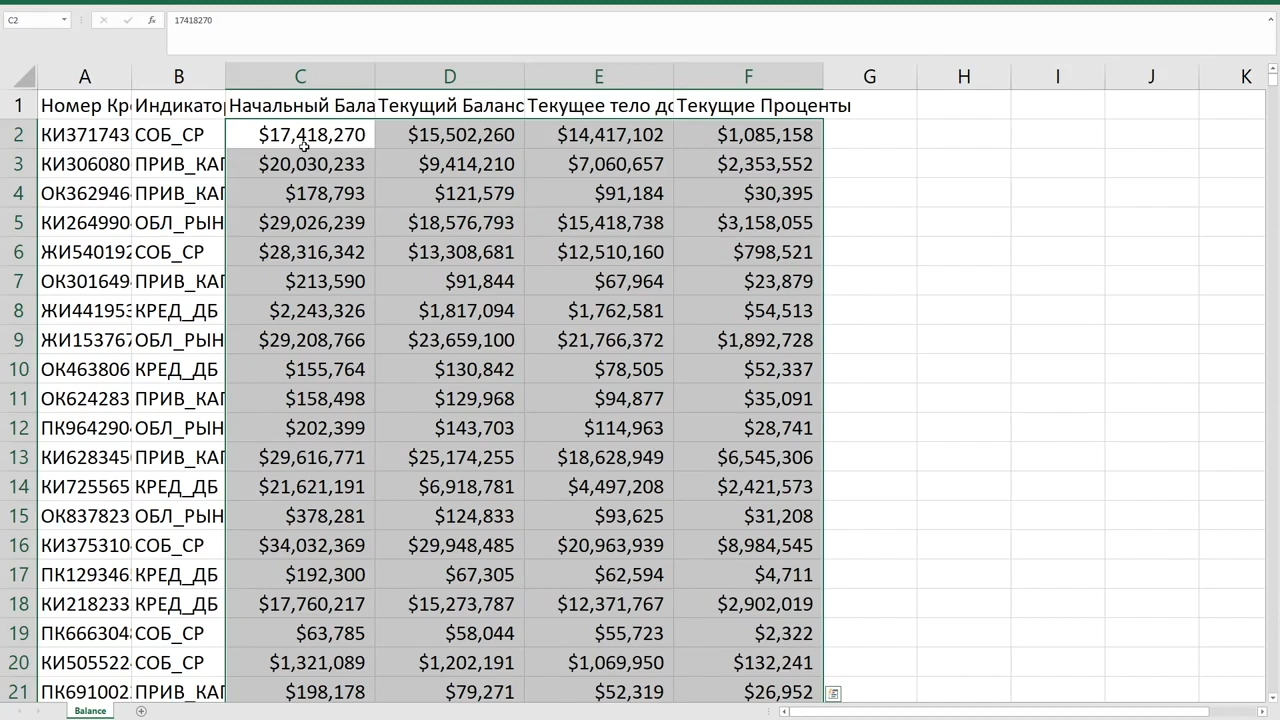 C2 fx 17418270
A B C D E F G H I J K
1 Номер Кр Индикатор Начальный Бала Текущий Баланс Текущее тело до Текущие Проценты
2 КИ371743 СОБ_СР $17,418,270 $15,502,260 $14,417,102 $1,085,158
3 КИ306080 ПРИВ_КАП $20,030,233 $9,414,210 $7,060,657 $2,353,552
4 ОК362946 ПРИВ_КАП $178,793 $121,579 $91,184 $30,395
5 КИ264990 ОБЛ_РЫН $29,026,239 $18,576,793 $15,418,738 $3,158,055
6 ЖИ540192 СОБ_СР $28,316,342 $13,308,681 $12,510,160 $798,521
7 ОК301649 ПРИВ_КАП $213,590 $91,844 $67,964 $23,879
8 ЖИ441953 КРЕД_ДБ $2,243,326 $1,817,094 $1,762,581 $54,513
9 ЖИ153767 ОБЛ_РЫН $29,208,766 $23,659,100 $21,766,372 $1,892,728
10 ОК463806 КРЕД_ДБ $155,764 $130,842 $78,505 $52,337
11 ОК624283 ПРИВ_КАП $158,498 $129,968 $94,877 $35,091
12 ПК964290 ОБЛ_РЫН $202,399 $143,703 $114,963 $28,741
13 КИ628345 ПРИВ_КАП $29,616,771 $25,174,255 $18,628,949 $6,545,306
14 КИ725565 КРЕД_ДБ $21,621,191 $6,918,781 $4,497,208 $2,421,573
15 ОК837823 ОБЛ_РЫН $378,281 $124,833 $93,625 $31,208
16 КИ375310 СОБ_СР $34,032,369 $29,948,485 $20,963,939 $8,984,545
17 ПК129346 КРЕД_ДБ $192,300 $67,305 $62,594 $4,711
18 КИ218233 КРЕД_ДБ $17,760,217 $15,273,787 $12,371,767 $2,902,019
19 ПК666304 СОБ_СР $63,785 $58,044 $55,723 $2,322
20 КИ505522 СОБ_СР $1,321,089 $1,202,191 $1,069,950 $132,241
21 ПК691002 ПРИВ_КАП $198,178 $79,271 $52,319 $26,952
Balance